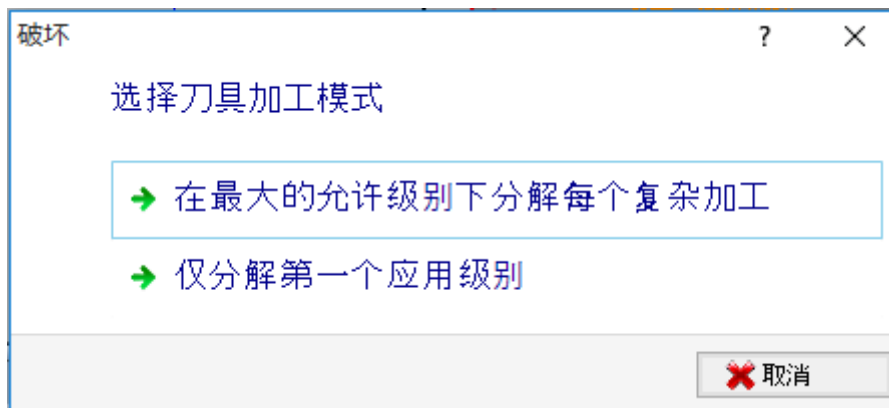 破坏
?
选择刀具加工模式
在最大的允许级别下分解每个复杂加工
仅分解第一个应用级别
取消